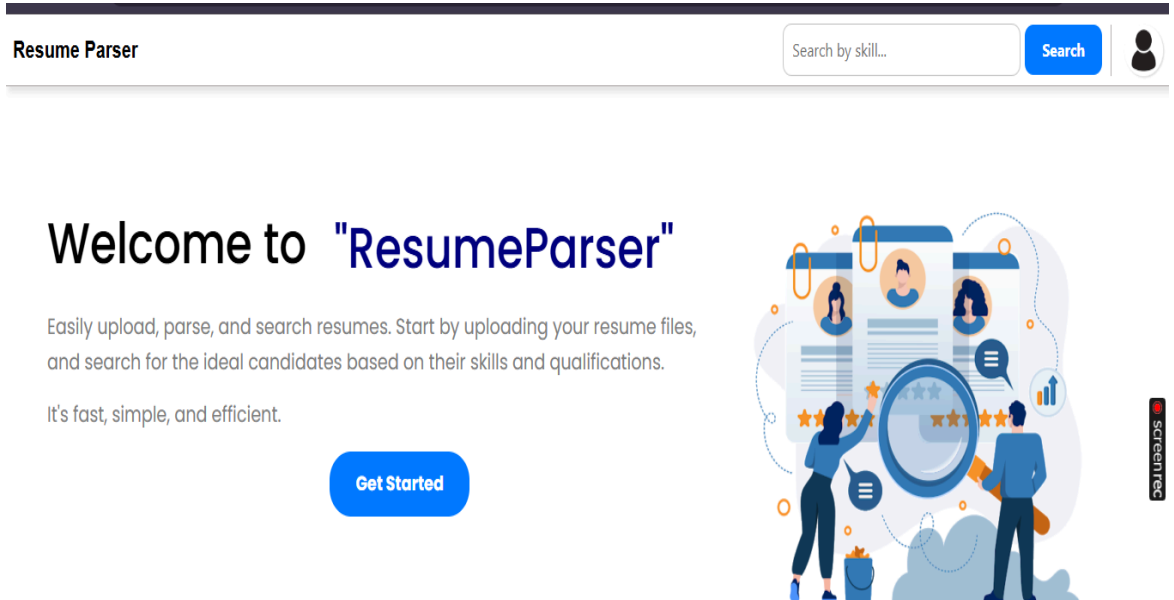 Resume Parser
Search by skill...
Search
Welcome to "ResumeParser"
Easily upload, parse, and search resumes. Start by uploading your resume files,
and search for the ideal candidates based on their skills and qualifications.
It's fast, simple, and efficient.
Get Started
screenrec